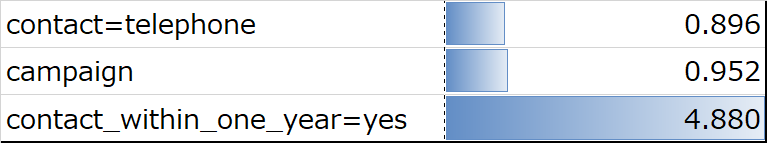 contact=telephone 0.896
campaign 0.952
contact_within_one_year=yes 4.880